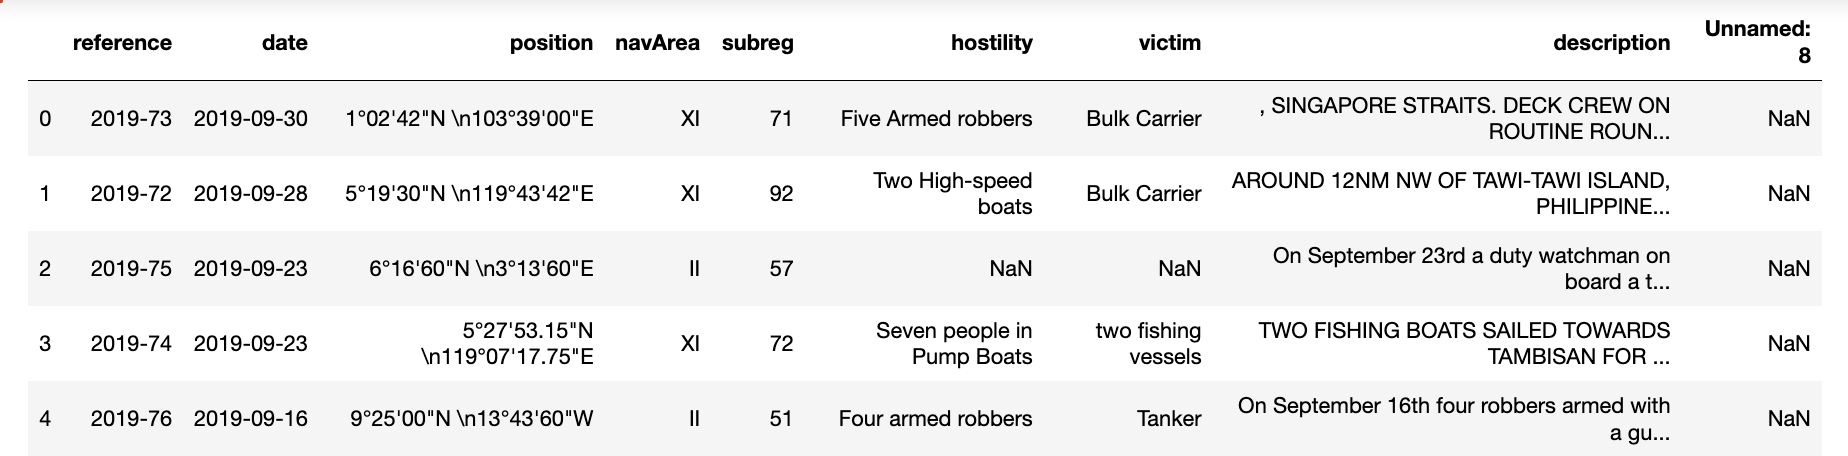 reference date position navArea subreg hostility victim description Unnamed: 8
0 2019-73 2019-09-30 1°02'42"N \n103°39'00"E XI 71 Five Armed robbers Bulk Carrier , SINGAPORE STRAITS. DECK CREW ON ROUTINE ROUN... NaN
1 2019-72 2019-09-28 5°19'30"N \n119°43'42"E XI 92 Two High-speed boats Bulk Carrier AROUND 12NM NW OF TAWI-TAWI ISLAND, PHILIPPINE... NaN
2 2019-75 2019-09-23 6°16'60"N \n3°13'60"E II 57 NaN NaN On September 23rd a duty watchman on board a t... NaN
3 2019-74 2019-09-23 5°27'53.15"N \n119°07'17.75"E XI 72 Seven people in Pump Boats two fishing vessels TWO FISHING BOATS SAILED TOWARDS TAMBISAN FOR ... NaN
4 2019-76 2019-09-16 9°25'00"N \n13°43'60"W II 51 Four armed robbers Tanker On September 16th four robbers armed with a gu... NaN